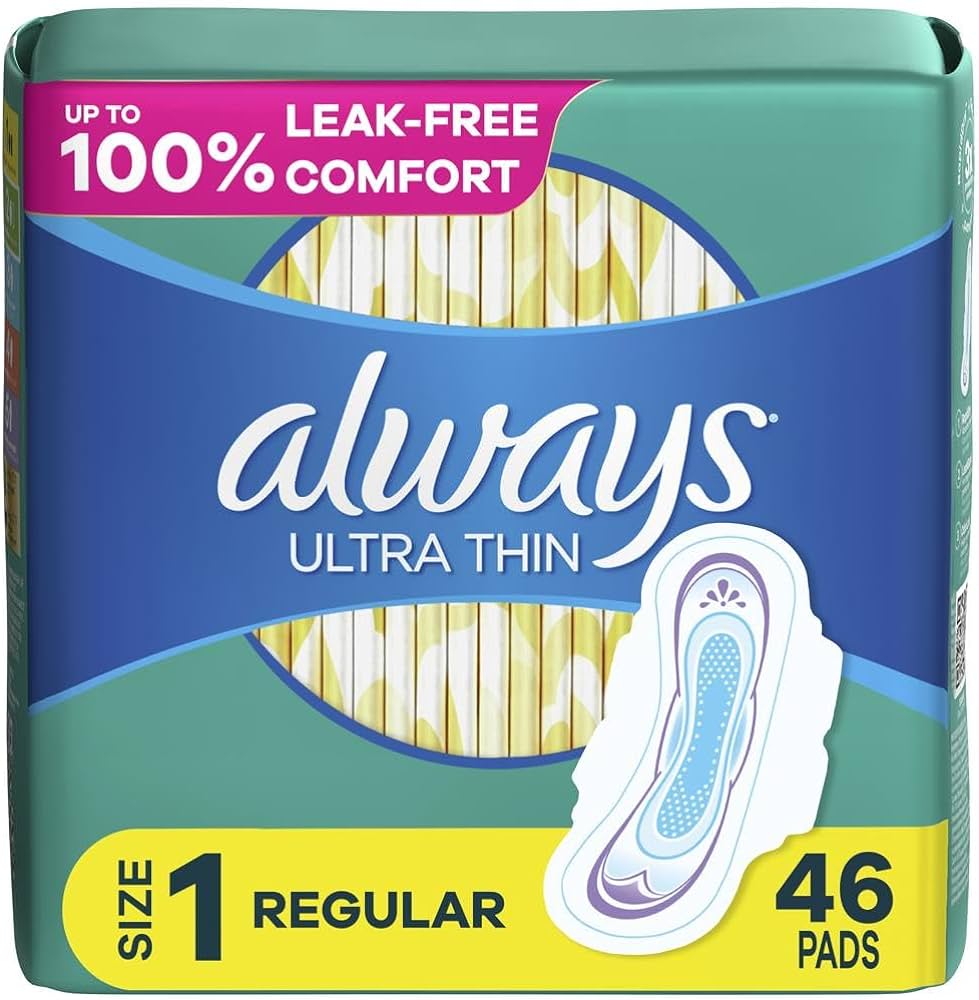 UP TO
100%
LEAK-FREE
COMFORT
always
ULTRA THIN
SIZE
1
REGULAR
46
PADS